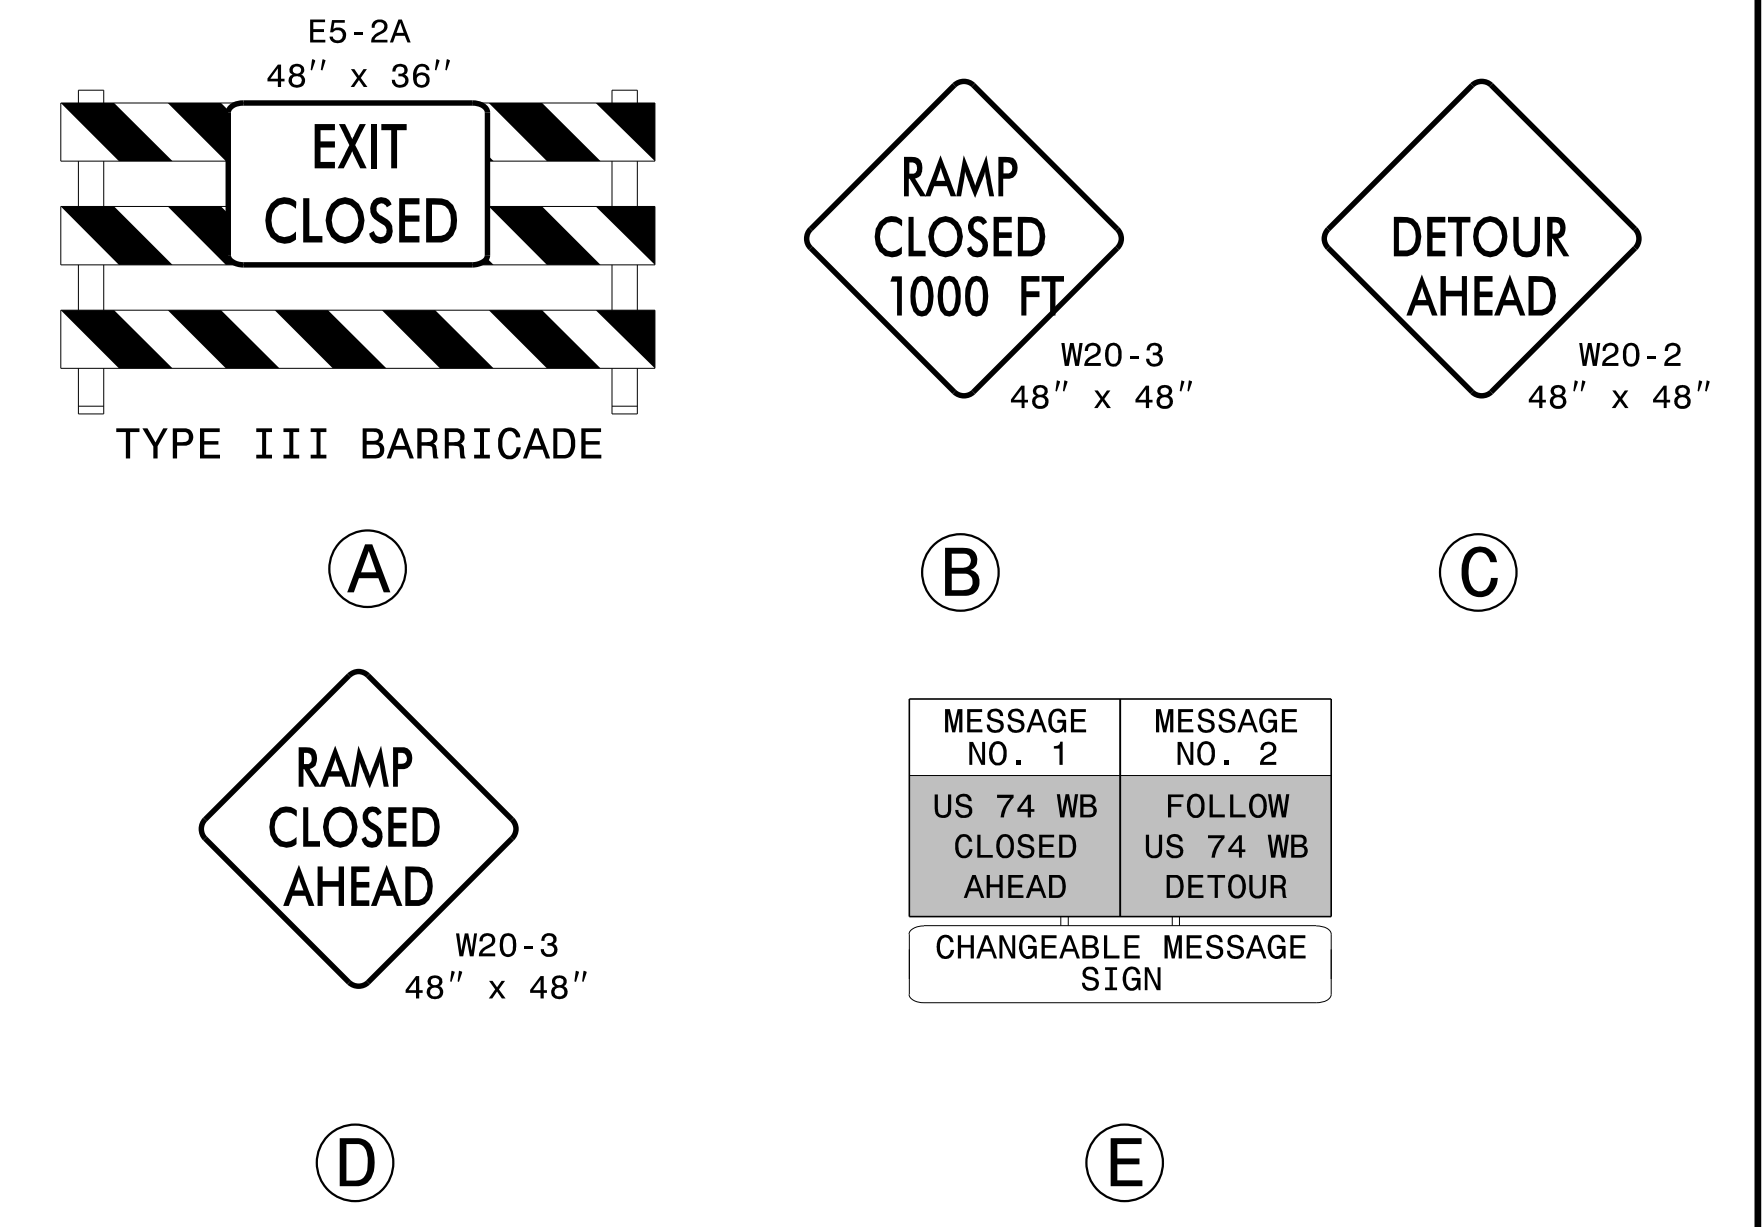 E5-2A
48" x 36"
EXIT
CLOSED
TYPE III BARRICADE
A
RAMP
CLOSED
1000 FT
W20-3
48" x 48"
B
DETOUR
AHEAD
W20-2
48" x 48"
C
RAMP
CLOSED
AHEAD
W20-3
48" x 48"
D
MESSAGE
NO. 1
MESSAGE
NO. 2
US 74 WB
CLOSED
AHEAD
FOLLOW
US 74 WB
DETOUR
CHANGEABLE MESSAGE
SIGN
E